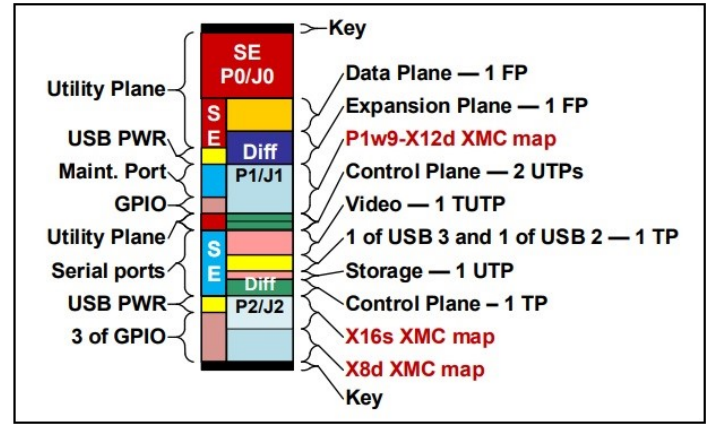 Key
SE
P0/J0
Utility Plane
Data Plane — 1 FP
Expansion Plane — 1 FP
S
E
USB PWR
Diff
P1w9-X12d XMC map
Maint. Port
P1/J1
Control Plane — 2 UTPs
GPIO
Video — 1 TUTP
Utility Plane
1 of USB 3 and 1 of USB 2 — 1 TP
S
E
Serial ports
Storage — 1 UTP
Diff
USB PWR
P2/J2
Control Plane – 1 TP
3 of GPIO
X16s XMC map
X8d XMC map
Key